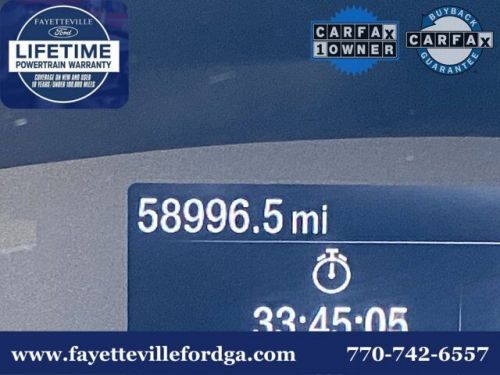 FAYETTEVILLE
Ford
LIFETIME
POWERTRAIN WARRANTY
COVERAGE ON NEW AND USED
10 YEARS/UNDER 100,000 MILES
CARFAX
1 OWNER
BUYBACK
CARFAX
GUARANTEE
58996.5 mi
33:45:05
www.fayettevillefordga.com
770-742-6557